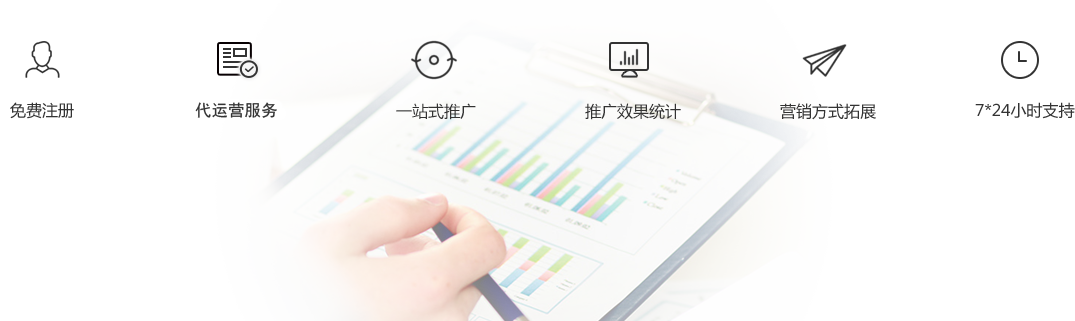 免费注册
代运营服务
一站式推广
推广效果统计
营销方式拓展
7*24小时支持